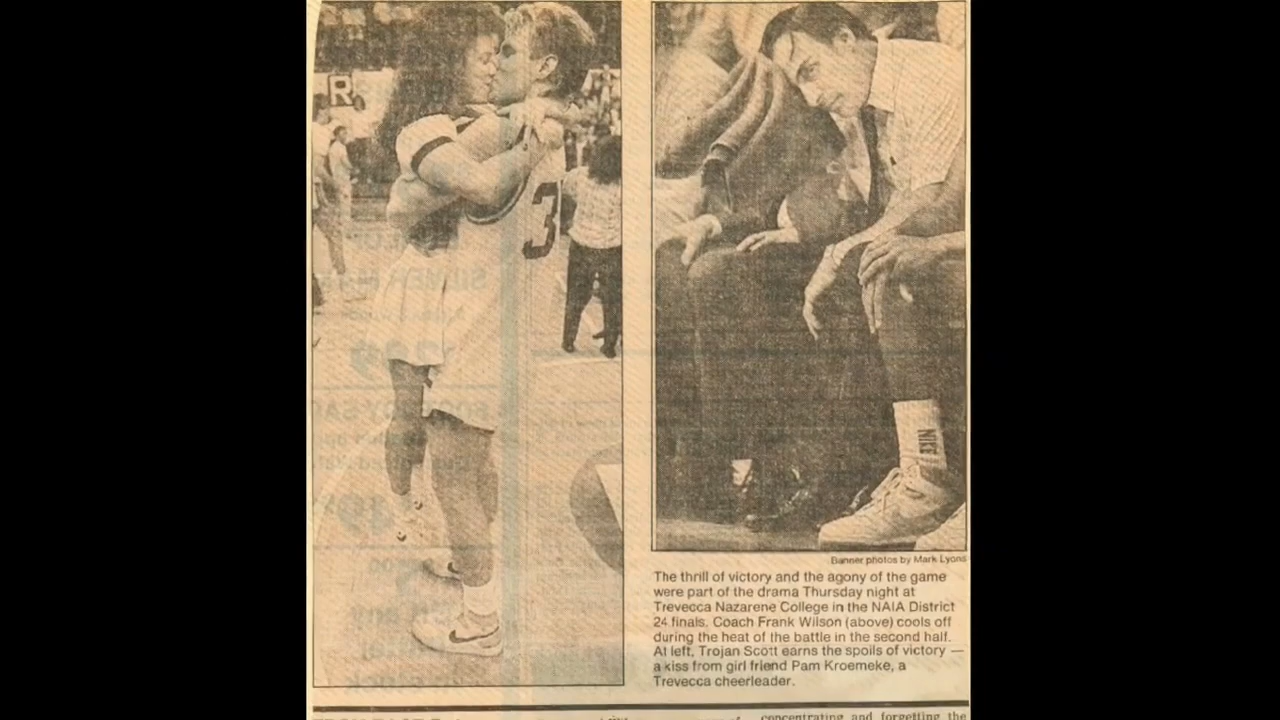 R
3
NIKE
Banner photos by Mark Lyons
The thrill of victory and the agony of the game
were part of the drama Thursday night at
Trevecca Nazarene College in the NAIA District
24 finals. Coach Frank Wilson (above) cools off
during the heat of the battle in the second half.
At left, Trojan Scott earns the spoils of victory —
a kiss from girl friend Pam Kroemeke, a
Trevecca cheerleader.
concentrating and forgetting the